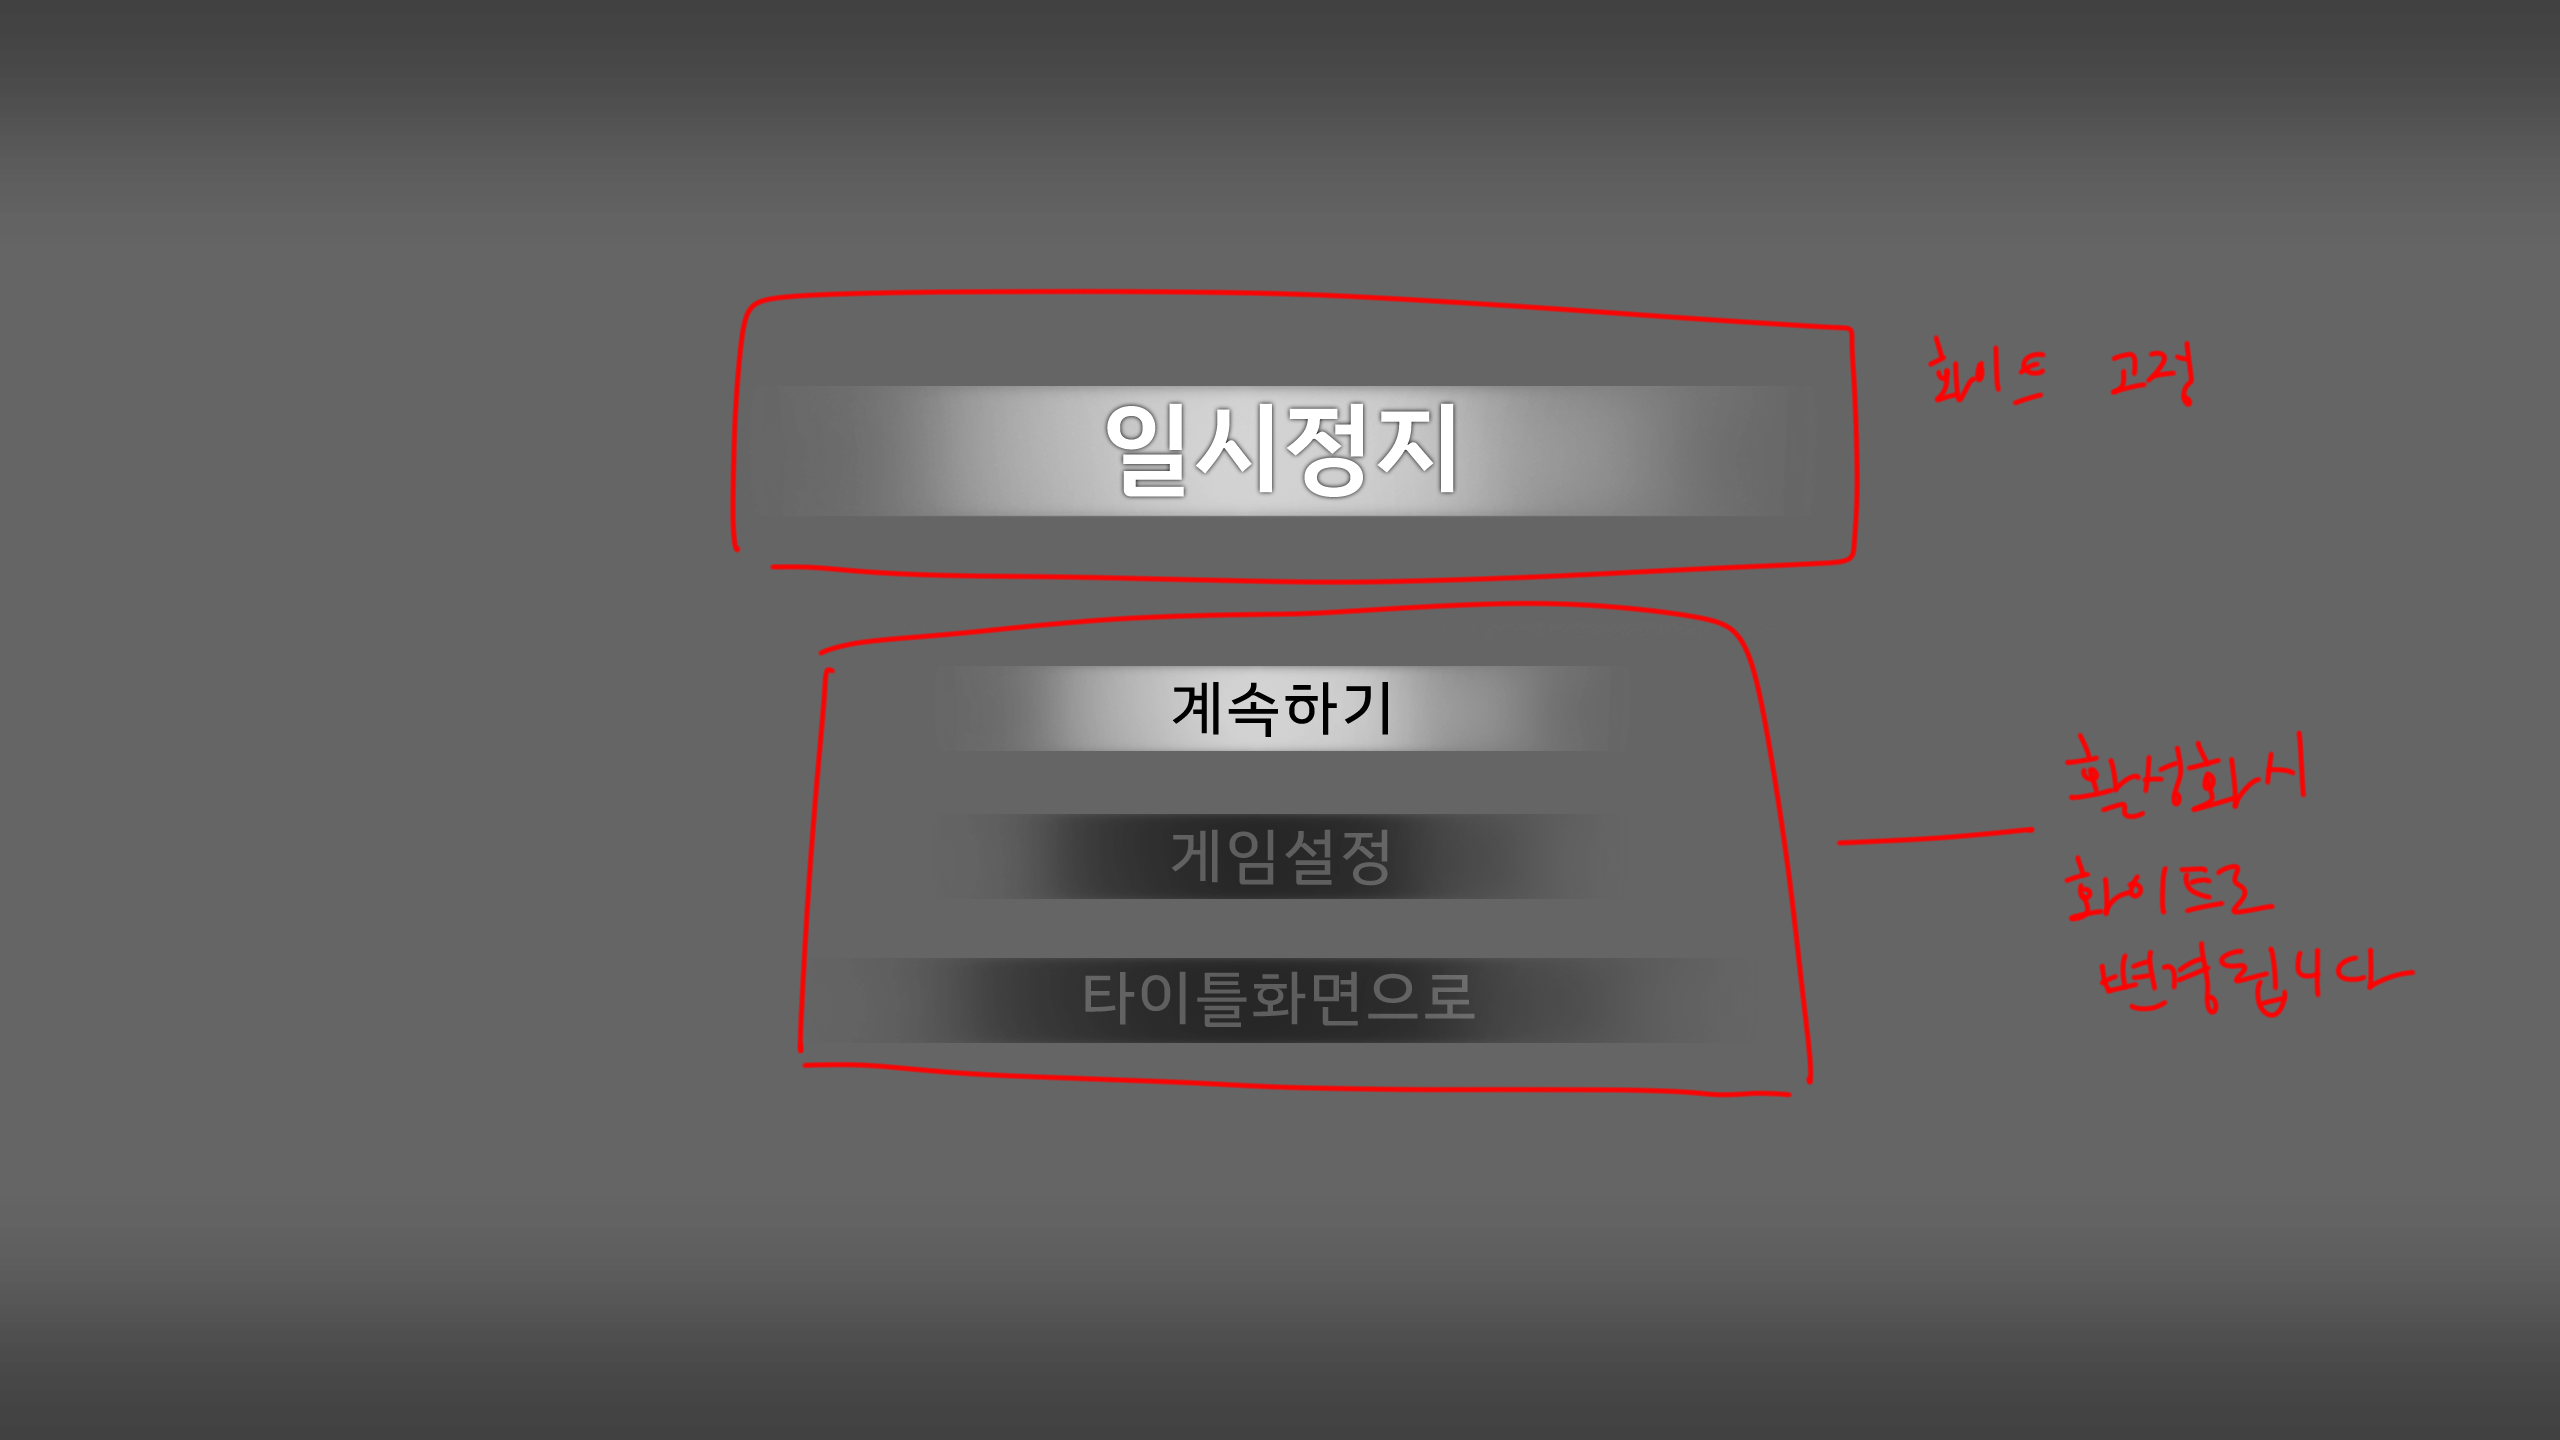 일시정지
화이트 고정
계속하기
게임설정
타이틀화면으로
활성화시
화이트로
변경됩니다